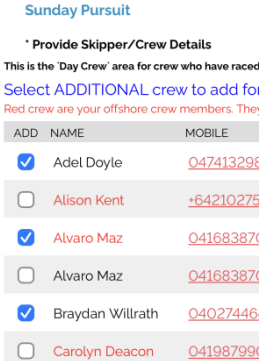 Sunday Pursuit
* Provide Skipper/Crew Details
This is the `Day Crew` area for crew who have raced
Select ADDITIONAL crew to add for
Red crew are your offshore crew members. They
ADD NAME MOBILE
Adel Doyle 047413298
Alison Kent +64210275
Alvaro Maz 041683870
Alvaro Maz 041683870
Braydan Willrath 040274464
Carolyn Deacon 041987990